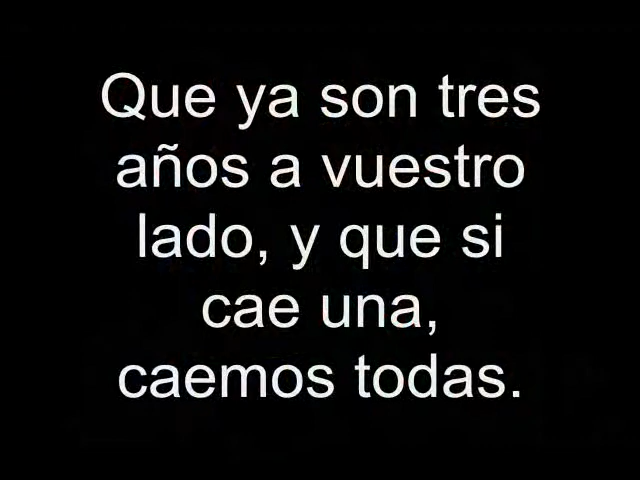 Que ya son tres
años a vuestro
lado, y que si
cae una,
caemos todas.